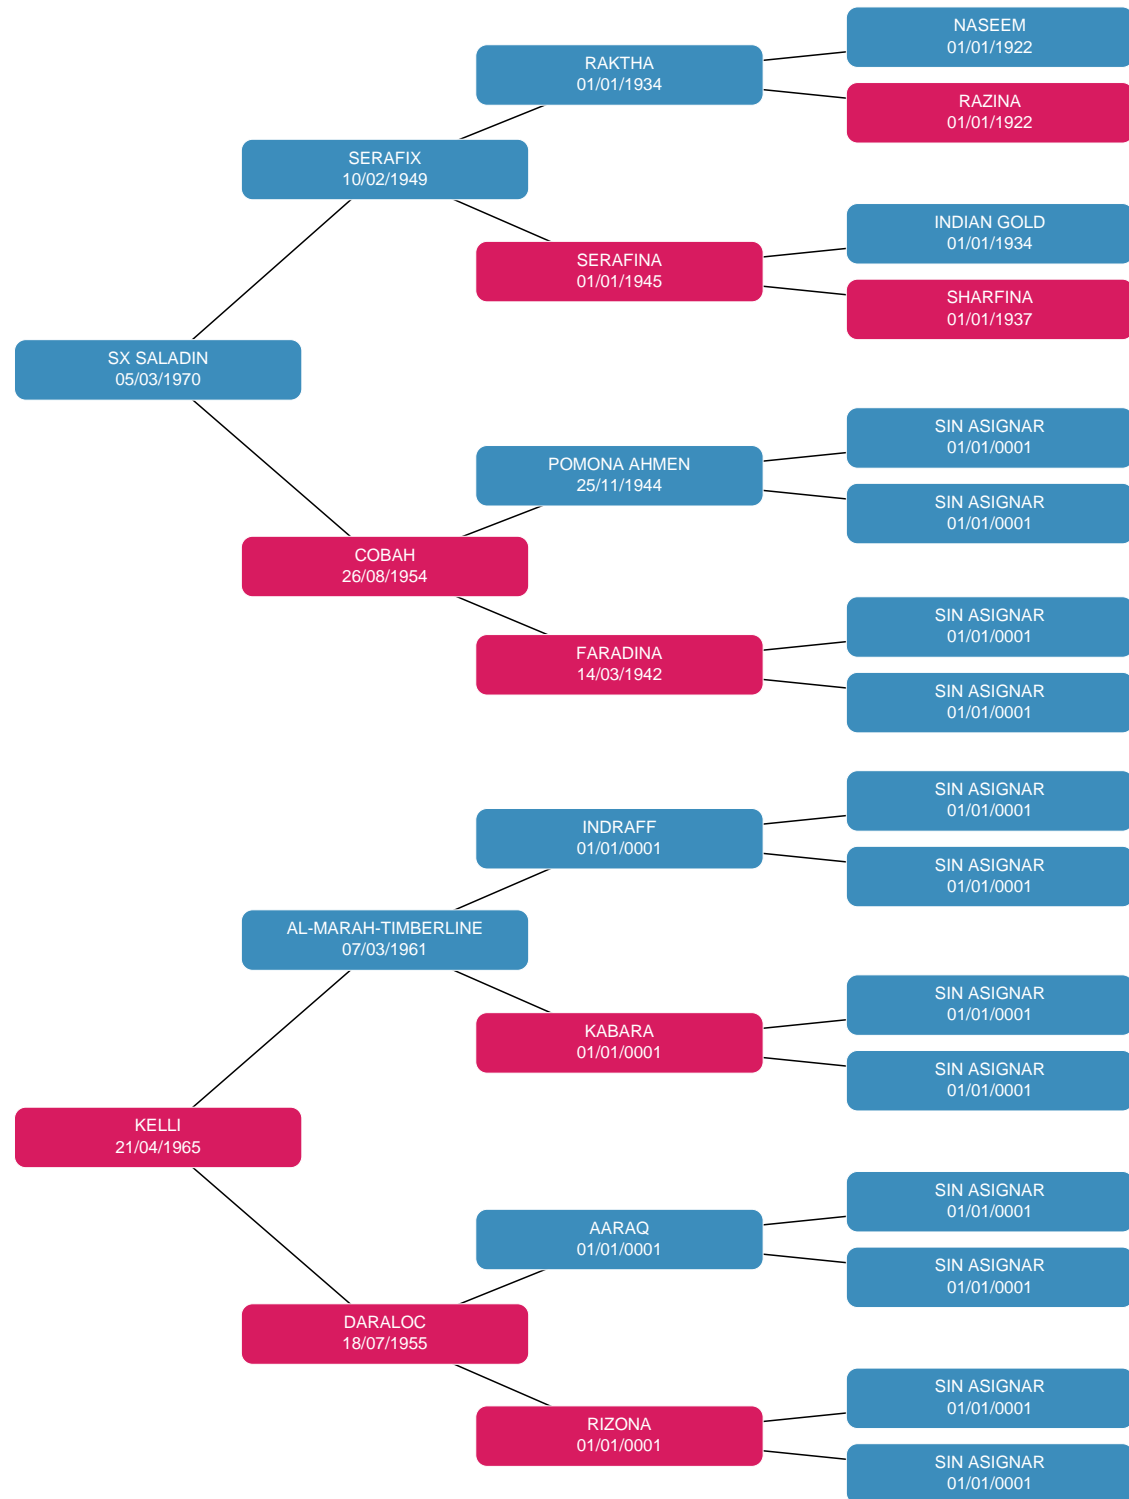 NASEEM
01/01/1922
RAKTHA
01/01/1934
RAZINA
01/01/1922
SERAFIX
10/02/1949
INDIAN GOLD
01/01/1934
SERAFINA
01/01/1945
SHARFINA
01/01/1937
SX SALADIN
05/03/1970
SIN ASIGNAR
01/01/0001
POMONA AHMEN
25/11/1944
SIN ASIGNAR
01/01/0001
COBAH
26/08/1954
SIN ASIGNAR
01/01/0001
FARADINA
14/03/1942
SIN ASIGNAR
01/01/0001
SIN ASIGNAR
01/01/0001
INDRAFF
01/01/0001
SIN ASIGNAR
01/01/0001
AL-MARAH-TIMBERLINE
07/03/1961
SIN ASIGNAR
01/01/0001
KABARA
01/01/0001
SIN ASIGNAR
01/01/0001
KELLI
21/04/1965
SIN ASIGNAR
01/01/0001
AARAQ
01/01/0001
SIN ASIGNAR
01/01/0001
DARALOC
18/07/1955
SIN ASIGNAR
01/01/0001
RIZONA
01/01/0001
SIN ASIGNAR
01/01/0001